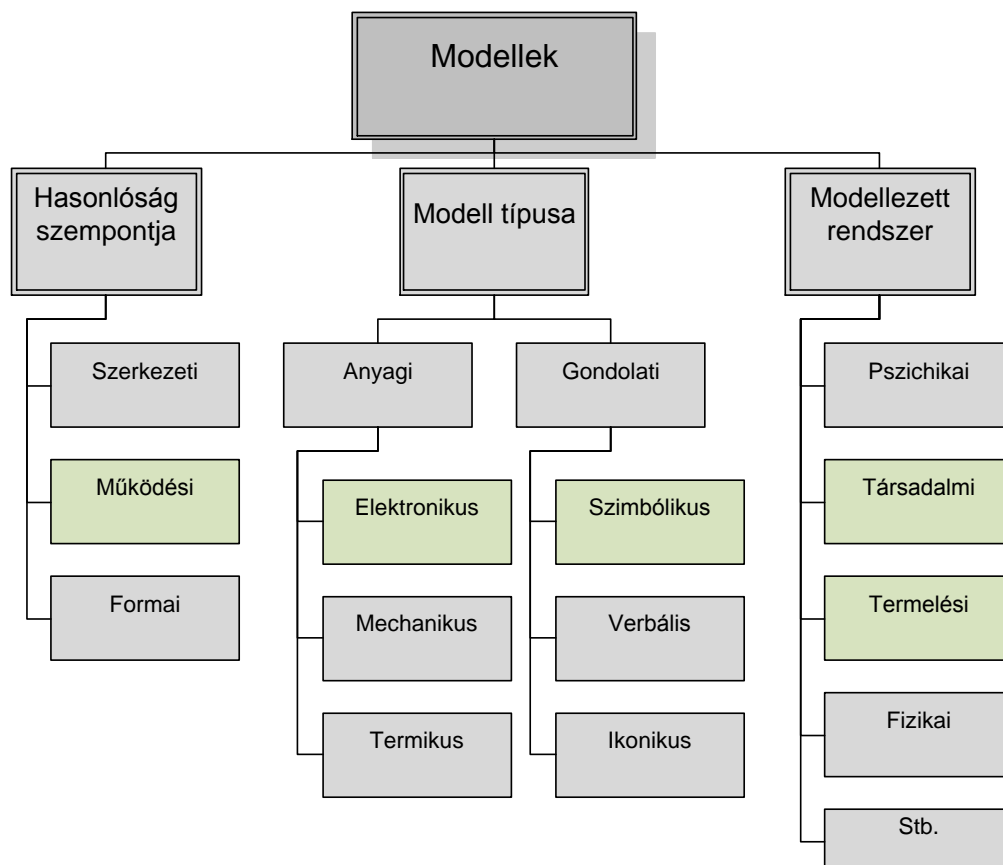 Modellek
Hasonlóság
szempontja
Modell típusa
Modellezett
rendszer
Szerkezeti
Működési
Formai
Anyagi
Gondolati
Elektronikus
Mechanikus
Termikus
Szimbólikus
Verbális
Ikonikus
Pszichikai
Társadalmi
Termelési
Fizikai
Stb.